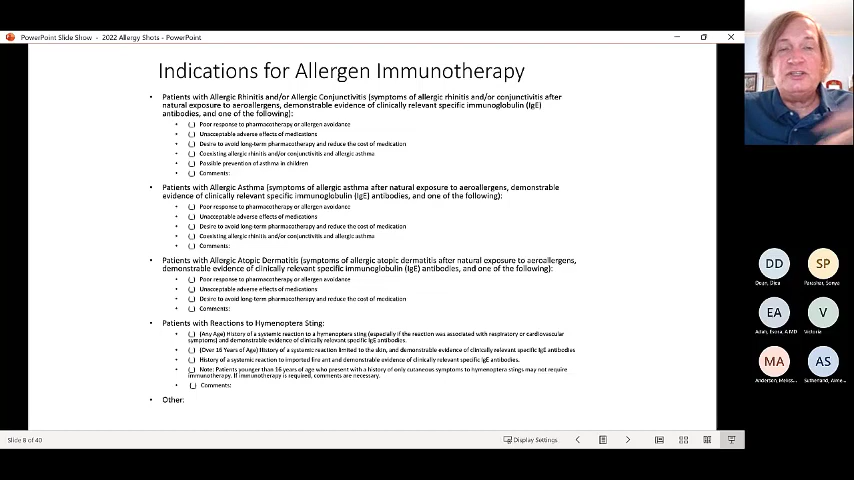 PowerPoint Slide Show - 2022 Allergy Shots - PowerPoint
Indications for Allergen Immunotherapy
• Patients with Allergic Rhinitis and/or Allergic Conjunctivitis (symptoms of allergic rhinitis and/or conjunctivitis after
natural exposure to aeroallergens, demonstrable evidence of clinically relevant specific immunoglobulin (IgE)
antibodies, and one of the following):
• (_) Poor response to pharmacotherapy or allergen avoidance
• (_) Unacceptable adverse effects of medications
• (_) Desire to avoid long-term pharmacotherapy and reduce the cost of medication
• (_) Coexisting allergic rhinitis and/or conjunctivitis and allergic asthma
• (_) Possible prevention of asthma in children
• (_) Comments:
• Patients with Allergic Asthma (symptoms of allergic asthma after natural exposure to aeroallergens, demonstrable
evidence of clinically relevant specific immunoglobulin (IgE) antibodies, and one of the following):
• (_) Poor response to pharmacotherapy or allergen avoidance
• (_) Unacceptable adverse effects of medications
• (_) Desire to avoid long-term pharmacotherapy and reduce the cost of medication
• (_) Coexisting allergic rhinitis and/or conjunctivitis and allergic asthma
• (_) Comments:
• Patients with Allergic Atopic Dermatitis (symptoms of allergic atopic dermatitis after natural exposure to aeroallergens,
demonstrable evidence of clinically relevant specific immunoglobulin (IgE) antibodies, and one of the following):
• (_) Poor response to pharmacotherapy or allergen avoidance
• (_) Unacceptable adverse effects of medications
• (_) Desire to avoid long-term pharmacotherapy and reduce the cost of medication
• (_) Comments:
• Patients with Reactions to Hymenoptera Sting:
• (_) (Any Age) History of a systemic reaction to a hymenoptera sting (especially if the reaction was associated with respiratory or cardiovascular
symptoms) and demonstrable evidence of clinically relevant specific IgE antibodies.
• (_) (Over 16 Years of Age) History of a systemic reaction limited to the skin, and demonstrable evidence of clinically relevant specific IgE antibodies
• (_) History of a systemic reaction to imported fire ant and demonstrable evidence of clinically relevant specific IgE antibodies.
• (_) Note: Patients younger than 16 years of age who present with a history of only cutaneous symptoms to hymenoptera stings may not require
immunotherapy. If immunotherapy is required, comments are necessary.
• (_) Comments:
• Other:
DD
SP
EA
V
Victoria
MA
AS
Slide 8 of 40
Display Settings